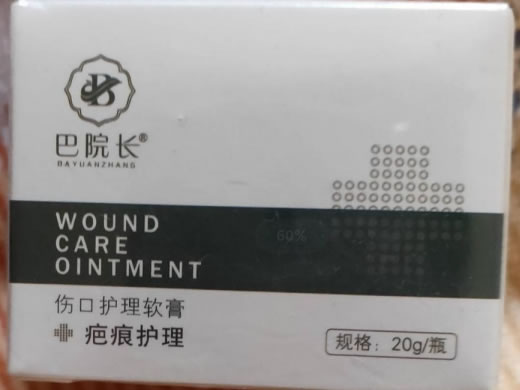 巴院长®
BAYUANZHANG
WOUND
CARE
OINTMENT
60%
伤口护理软膏
疤痕护理
规格：20g/瓶